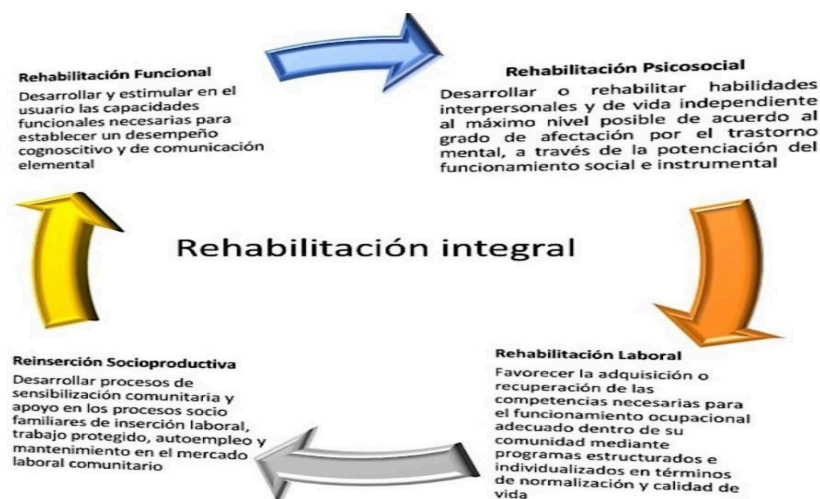 Rehabilitación Funcional
Desarrollar y estimular en el
usuario las capacidades
funcionales necesarias para
establecer un desempeño
cognoscitivo y de comunicación
elemental
Rehabilitación Psicosocial
Desarrollar o rehabilitar habilidades
interpersonales y de vida independiente
al máximo nivel posible de acuerdo al
grado de afectación por el trastorno
mental, a través de la potenciación del
funcionamiento social e instrumental
Rehabilitación integral
Reinserción Socioproductiva
Desarrollar procesos de
sensibilización comunitaria y
apoyo en los procesos socio
familiares de inserción laboral,
trabajo protegido, autoempleo y
mantenimiento en el mercado
laboral comunitario
Rehabilitación Laboral
Favorecer la adquisición o
recuperación de las
competencias necesarias para
el funcionamiento ocupacional
adecuado dentro de su
comunidad mediante
programas estructurados e
individualizados en términos
de normalización y calidad de
vida